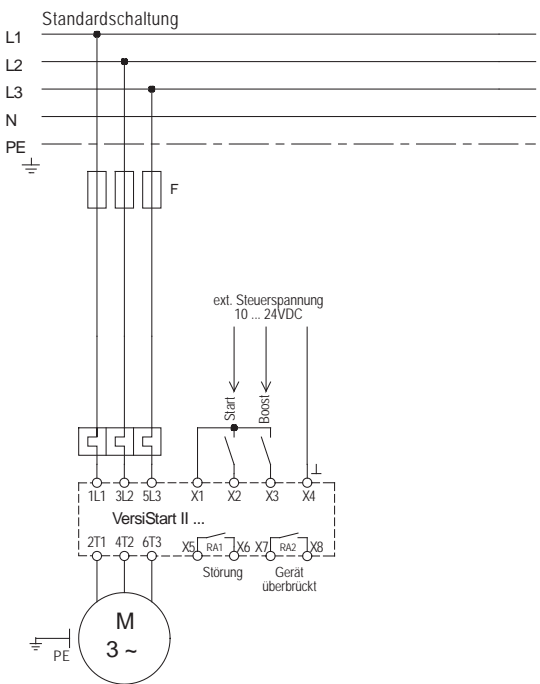 Standardschaltung
L1
L2
L3
N
PE
F
ext. Steuerspannung
10 ... 24VDC
Start
Boost
1L1 3L2 5L3 X1 X2 X3 X4
VersiStart II ...
2T1 4T2 6T3 X5 RA1 X6 X7 RA2 X8
Störung Gerät
überbrückt
M
3 ~
PE